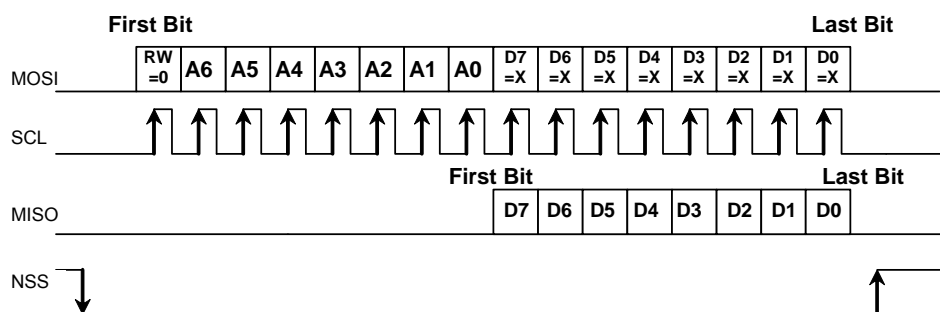 First Bit Last Bit
MOSI RW =0 A6 A5 A4 A3 A2 A1 A0 D7 =X D6 =X D5 =X D4 =X D3 =X D2 =X D1 =X D0 =X
SCL
First Bit Last Bit
MISO D7 D6 D5 D4 D3 D2 D1 D0
NSS